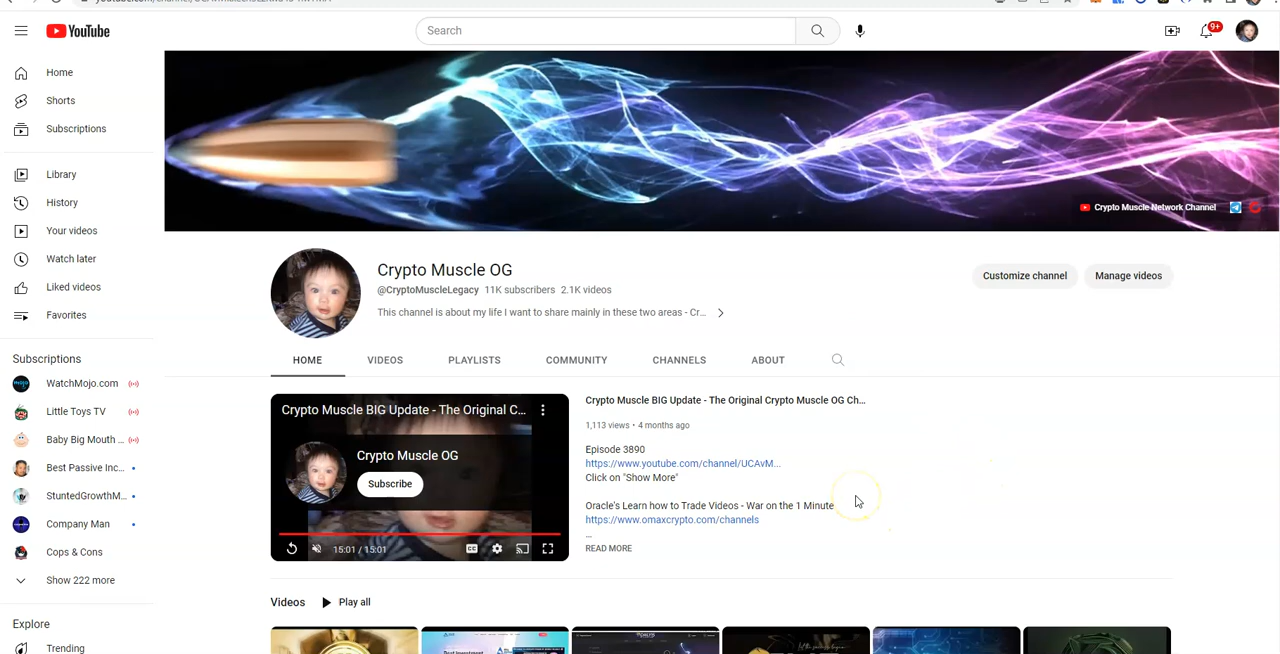 YouTube
Search
9+
Home
Shorts
Subscriptions
Library
History
Your videos
Watch later
Liked videos
Favorites
Subscriptions
WatchMojo.com
Little Toys TV
Baby Big Mouth ...
Best Passive Inc...
StuntedGrowthM...
Company Man
Cops & Cons
Show 222 more
Explore
Trending
Crypto Muscle Network Channel
Crypto Muscle OG
@CryptoMuscleLegacy 11K subscribers 2.1K videos
This channel is about my life I want to share mainly in these two areas - Cr...
Customize channel
Manage videos
HOME
VIDEOS
PLAYLISTS
COMMUNITY
CHANNELS
ABOUT
Crypto Muscle BIG Update - The Original C...
Crypto Muscle OG
Subscribe
15:01 / 15:01
CC
Crypto Muscle BIG Update - The Original Crypto Muscle OG Ch...
1,113 views • 4 months ago
Episode 3890
https://www.youtube.com/channel/UCAvM...
Click on "Show More"
Oracle's Learn how to Trade Videos - War on the 1 Minute
https://www.omaxcrypto.com/channels
...
READ MORE
Videos
Play all